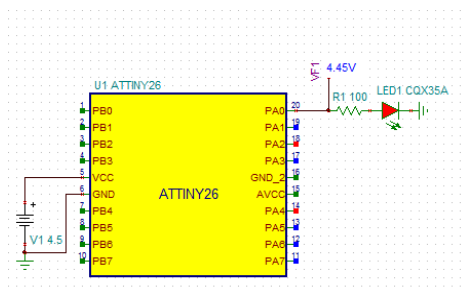 VF1 4.45V
U1 ATTINY26
R1 100
LED1 CQX35A
1 PB0 PA0 20
2 PB1 PA1 19
3 PB2 PA2 18
4 PB3 PA3 17
5 VCC GND_2 16
6 GND AVCC 15
ATTINY26
7 PB4 PA4 14
8 PB5 PA5 13
9 PB6 PA6 12
10 PB7 PA7 11
+
V1 4.5